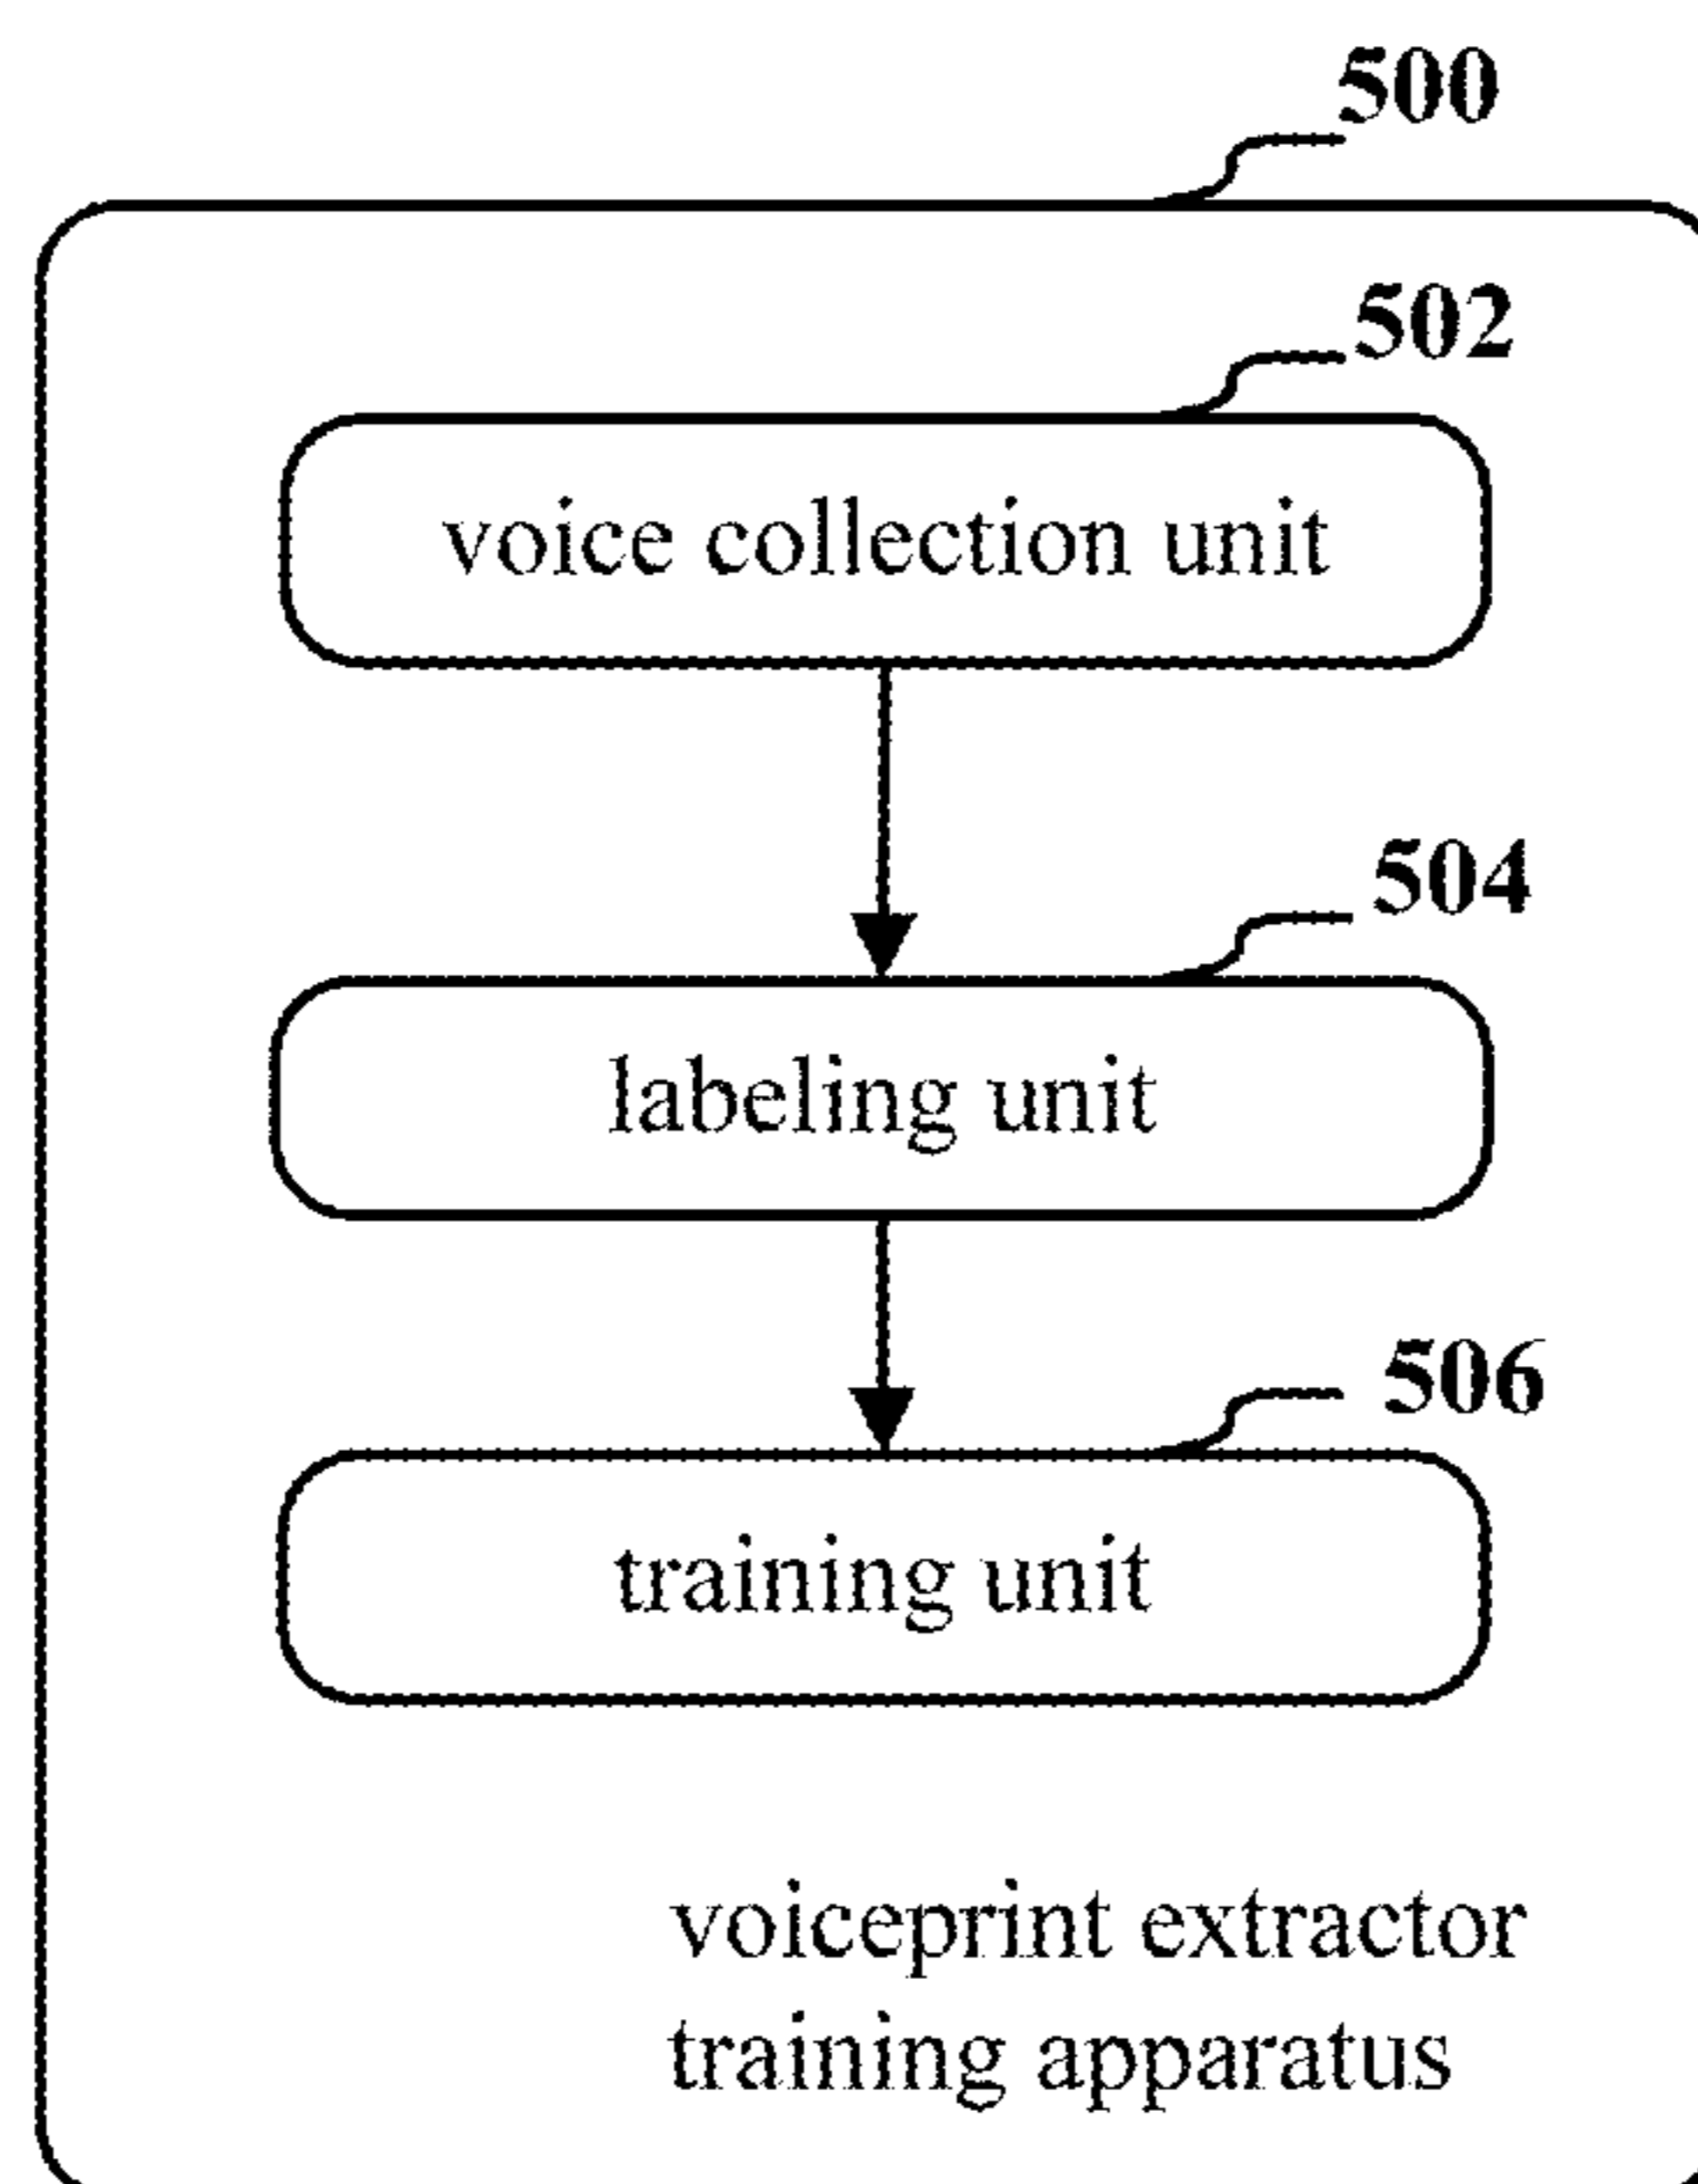 500
502
voice collection unit
504
labeling unit
506
training unit
voiceprint extractor
training apparatus